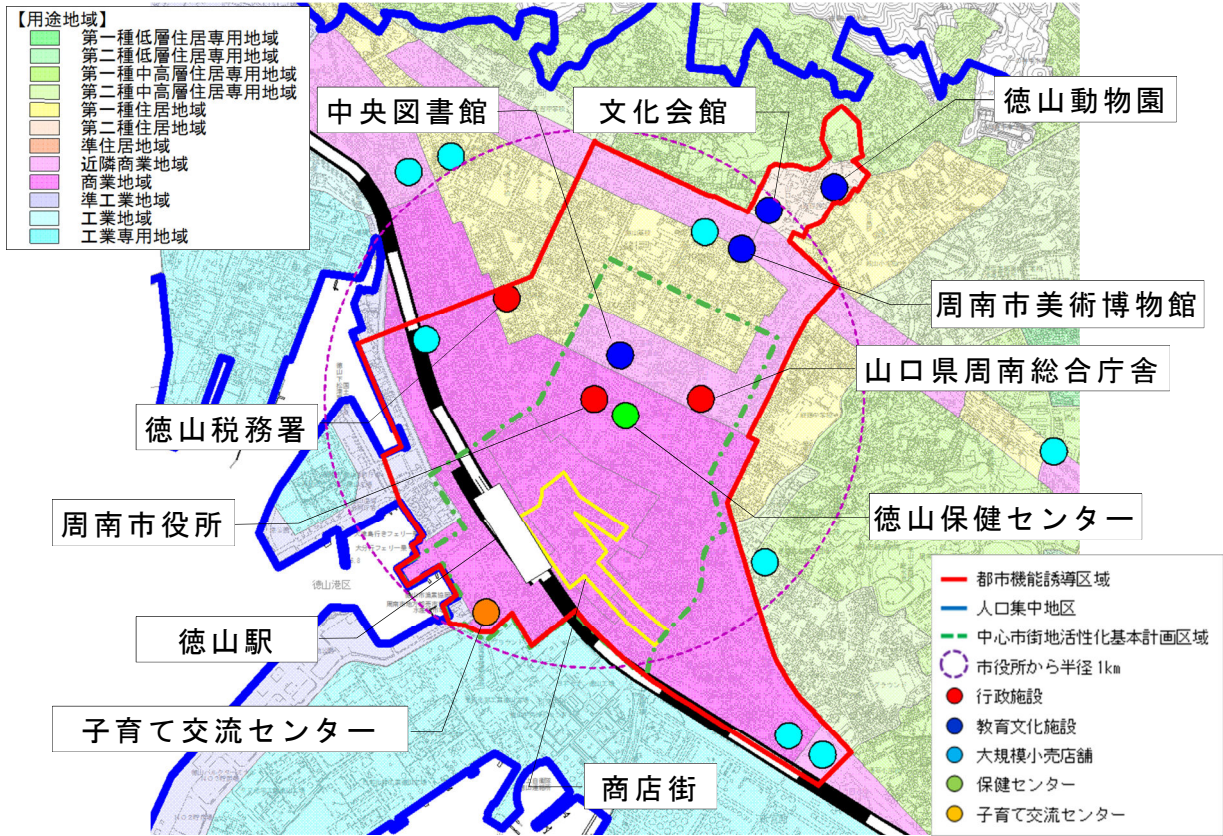 【用途地域】
第一種低層住居専用地域
第二種低層住居専用地域
第一種中高層住居専用地域
第二種中高層住居専用地域
第一種住居地域
第二種住居地域
準住居地域
近隣商業地域
商業地域
準工業地域
工業地域
工業専用地域
中央図書館
文化会館
徳山動物園
周南市美術博物館
山口県周南総合庁舎
徳山税務署
周南市役所
徳山保健センター
徳山港区
徳山駅
子育て交流センター
商店街
都市機能誘導区域
人口集中地区
中心市街地活性化基本計画区域
市役所から半径1km
行政施設
教育文化施設
大規模小売店舗
保健センター
子育て交流センター